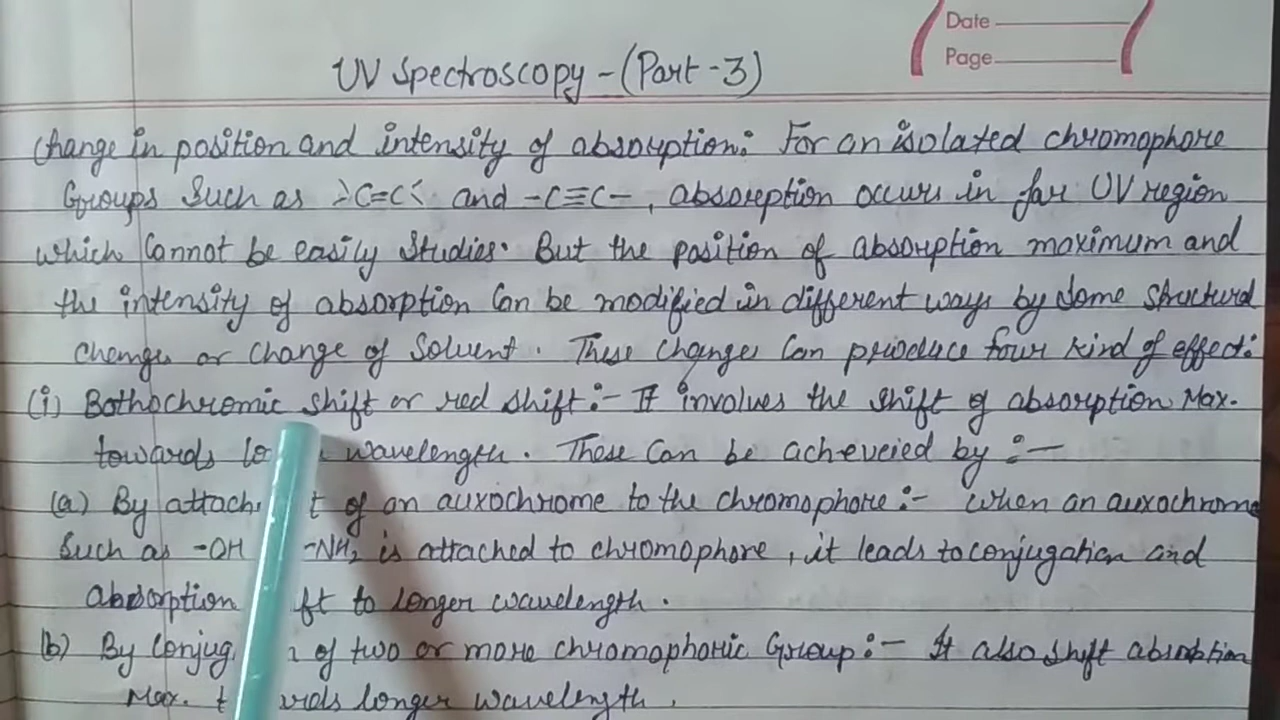 Date
Page
UV Spectroscopy - (Part - 3)
Change in position and intensity of absorption: For an isolated chromophore
Groups Such as >C=C< and -C≡C-, absorption occurs in far UV region
which Cannot be easily Studies. But the position of absorption maximum and
the intensity of absorption Can be modified in different ways by Some Structural
Changes or Change of Solvent. These Changes Can produce four kind of effect:
(i) Bothochromic shift or red shift:- It involves the shift of absorption Max.
towards wavelength. These Can be acheveied by :-
(a) By of an auxochrome to the chromophore:- When an auxochrome
Such as -OH -NH2 is attached to chromophore, it leads to conjugation and
absorption to Longer wavelength.
(b) By of two or more chromophoric Group:- It also shift absorption
Max. longer wavelength.